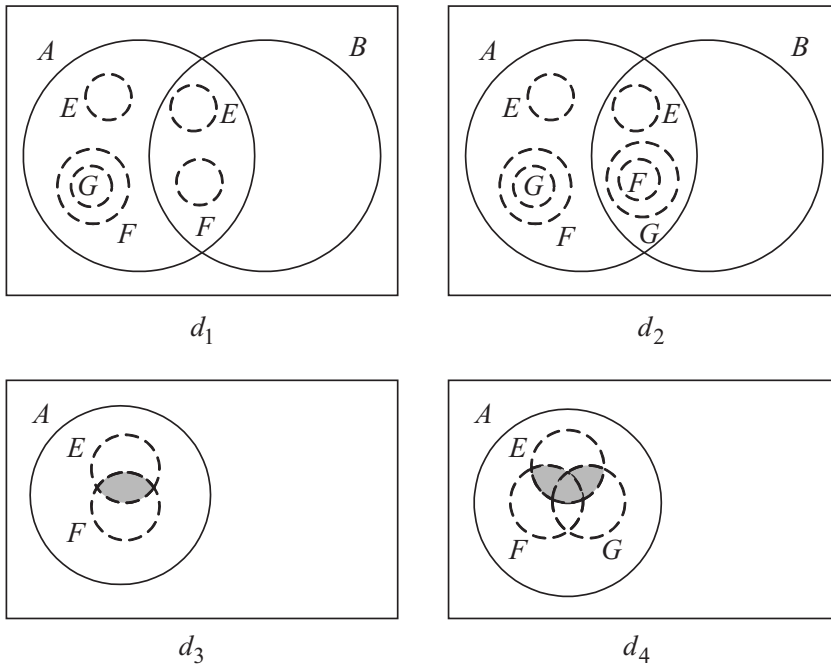 A B A B
E E E E
G G F
F F F G
d1 d2
A A
E E
F F G
d3 d4